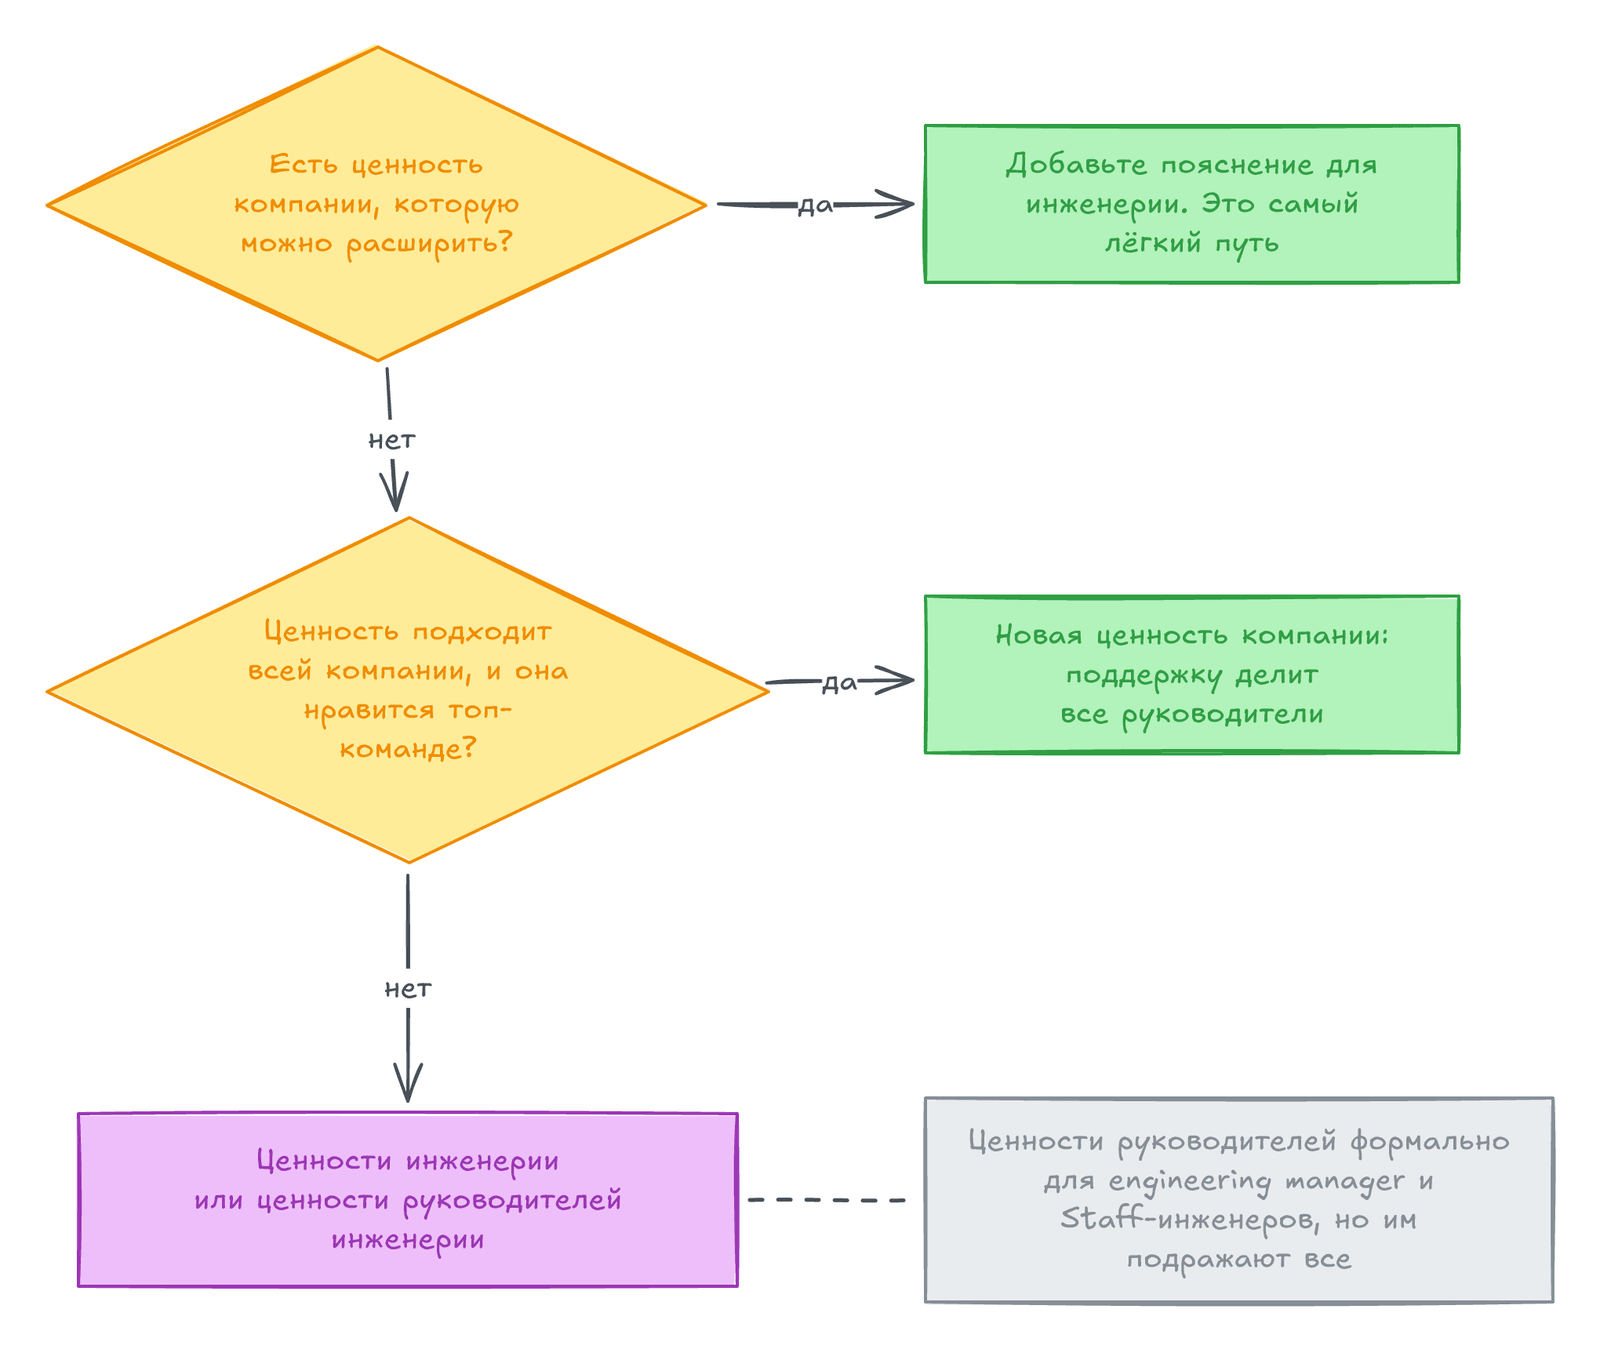 Есть ценность
компании, которую
можно расширить?
да
Добавьте пояснение для
инженерии. Это самый
лёгкий путь
нет
Ценность подходит
всей компании, и она
нравится топ-
команде?
да
Новая ценность компании:
поддержку делит
все руководители
нет
Ценности инженерии
или ценности руководителей
инженерии
Ценности руководителей формально
для engineering manager и
Staff-инженеров, но им
подражают все